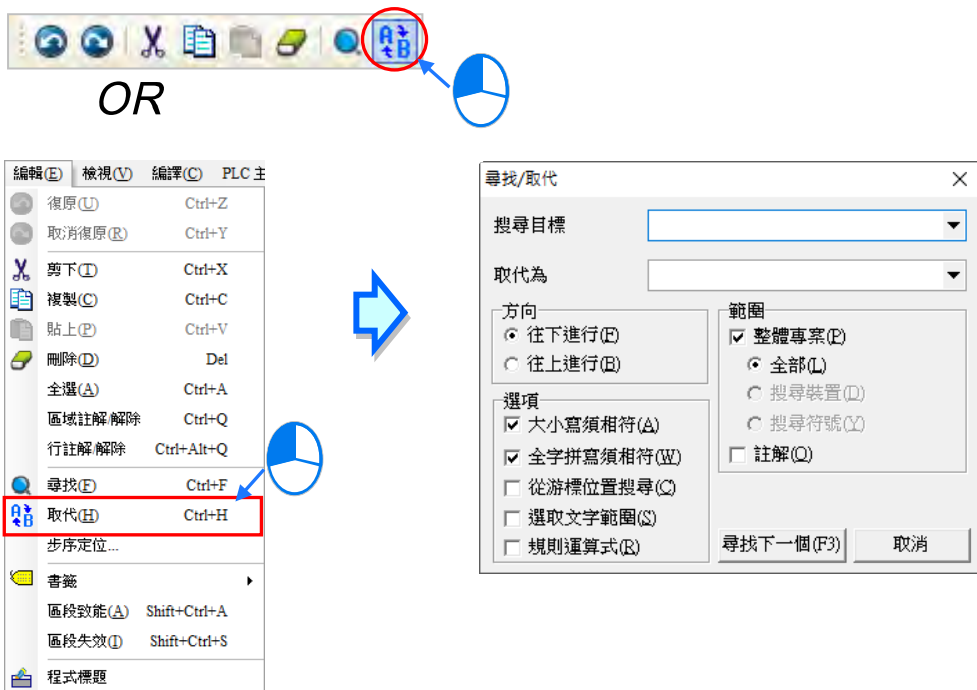 OR
編輯(E) 檢視(V) 編譯(C) PLC 主
復原(U) Ctrl+Z
取消復原(R) Ctrl+Y
剪下(T) Ctrl+X
複製(C) Ctrl+C
貼上(P) Ctrl+V
刪除(D) Del
全選(A) Ctrl+A
區域註解/解除 Ctrl+Q
行註解/解除 Ctrl+Alt+Q
尋找(F) Ctrl+F
取代(H) Ctrl+H
步序定位...
書籤
區段致能(A) Shift+Ctrl+A
區段失效(I) Shift+Ctrl+S
程式標題
尋找/取代
搜尋目標
取代為
方向
往下進行(F)
往上進行(B)
選項
大小寫須相符(A)
全字拼寫須相符(W)
從游標位置搜尋(C)
選取文字範圍(S)
規則運算式(R)
範圍
整體專案(P)
全部(L)
搜尋裝置(D)
搜尋符號(Y)
註解(O)
尋找下一個(F3) 取消